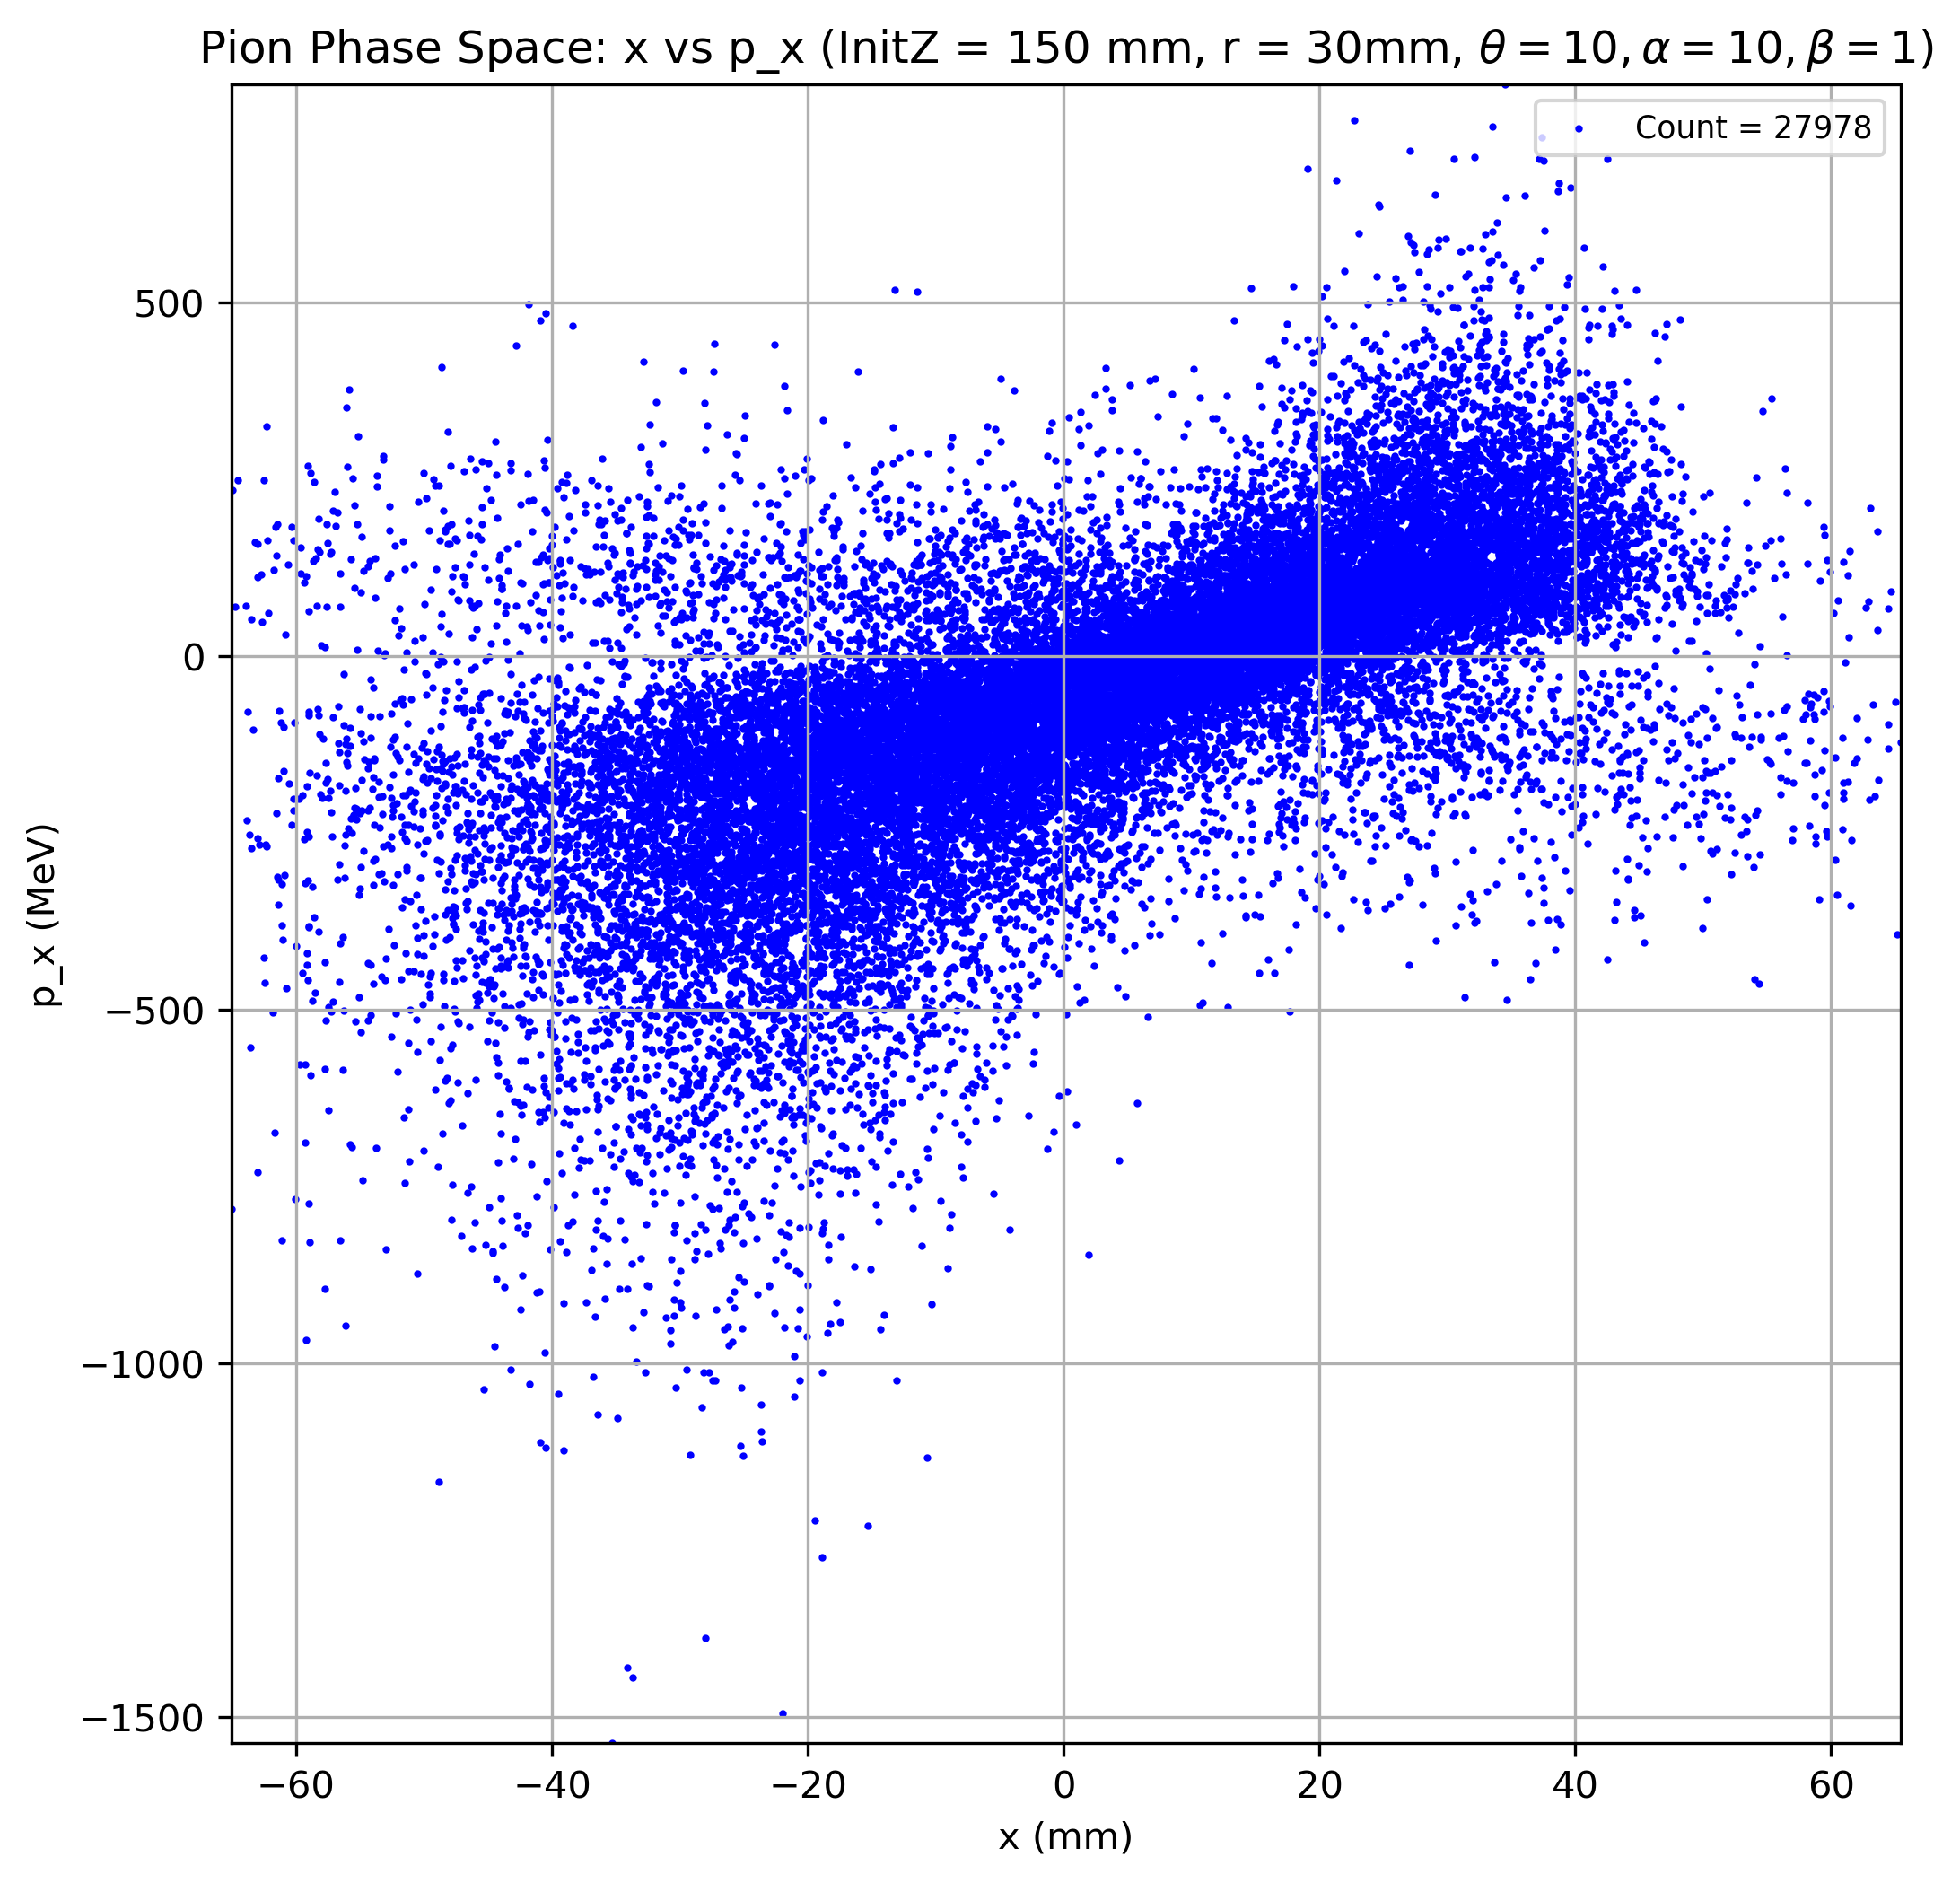 Pion Phase Space: x vs p_x (InitZ = 150 mm, r = 30mm, θ = 10, α = 10, β = 1)
Count = 27978
500
0
−500
−1000
−1500
p_x (MeV)
−60 −40 −20 0 20 40 60
x (mm)